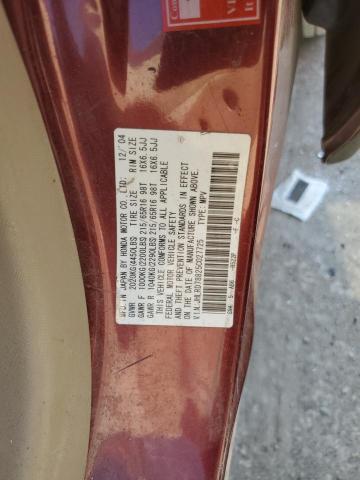 MFD. IN JAPAN BY HONDA MOTOR CO., LTD. 12/'04
GVWR 2020KG(4450LBS) TIRE SIZE RIM SIZE
GAWR F 1000KG(2200LBS) 215/65R16 98T 16X6.5JJ
GAWR R 1040KG(2290LBS) 215/65R16 98T 16X6.5JJ
THIS VEHICLE CONFORMS TO ALL APPLICABLE
FEDERAL MOTOR VEHICLE SAFETY
AND THEFT PREVENTION STANDARDS IN EFFECT
ON THE DATE OF MANUFACTURE SHOWN ABOVE.
V.I.N. TYPE: MPV